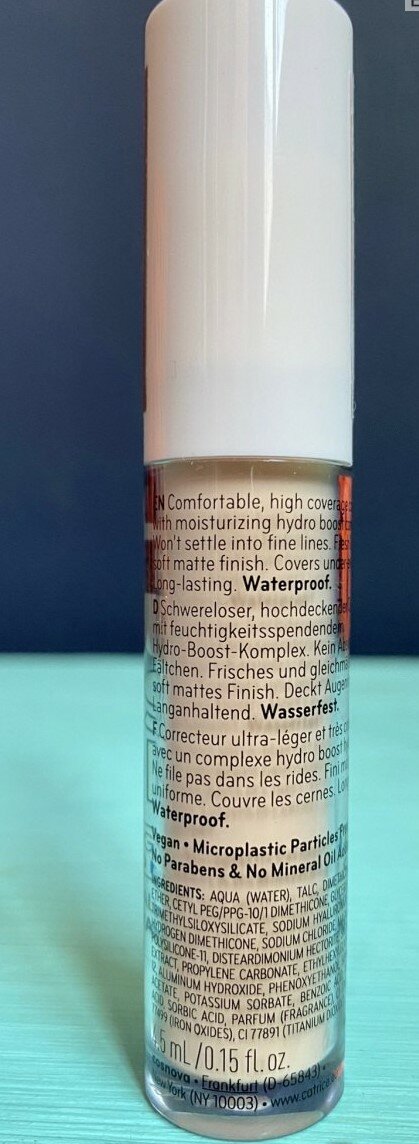 EN Comfortable, high coverage
with moisturizing hydro boost
Won't settle into fine lines. Fresh
soft matte finish. Covers under
Long-lasting. Waterproof.
D Schwereloser, hochdeckender
mit feuchtigkeitsspendendem
Hydro-Boost-Komplex. Kein
Fältchen. Frisches und
soft mattes Finish. Deckt
Langanhaltend. Wasserfest.
F Correcteur ultra-léger et très
avec un complexe hydro boost
Ne file pas dans les rides. Fini
uniforme. Couvre les cernes.
Waterproof.
Vegan • Microplastic Particles
No Parabens & No Mineral Oil
INGREDIENTS: AQUA (WATER), TALC,
ETHER, CETYL PEG/PPG-10/1 DIMETHICONE,
TRIMETHYLSILOXYSILICATE, SODIUM
HYDROGEN DIMETHICONE, SODIUM CHLORIDE,
POLYSILICONE-11, DISTEARDIMONIUM
EXTRACT, PROPYLENE CARBONATE,
ALUMINUM HYDROXIDE,
ACETATE, POTASSIUM SORBATE, BENZOIC
ACID, SORBIC ACID, PARFUM (FRAGRANCE),
(IRON OXIDES), CI 77891 (TITANIUM
4.5 mL/0.15 fl. oz.
cosnova • Frankfurt (D-65843) •
New York (NY 10003) • www.catrice